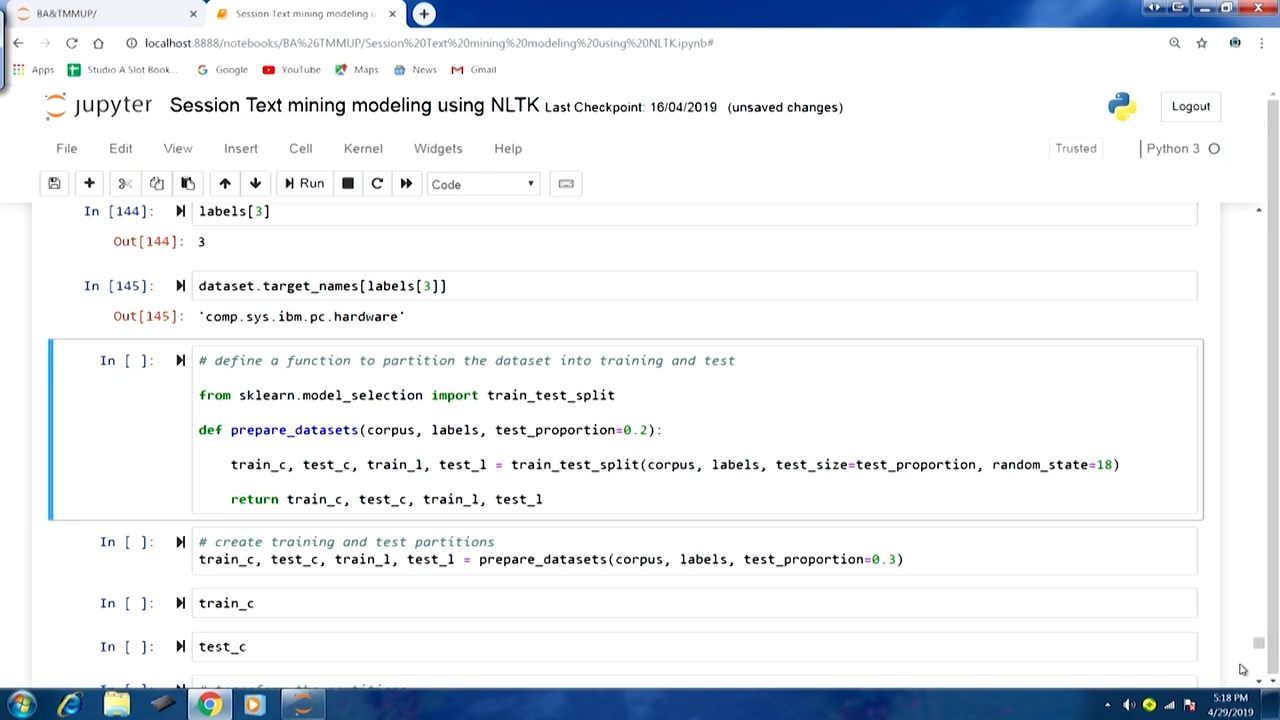 BA&TMMUP/
Session Text mining modeling u
localhost:8888/notebooks/BA%26TMMUP/Session%20Text%20mining%20modeling%20using%20NLTK.ipynb#
Apps Studio A Slot Book... Google YouTube Maps News Gmail
jupyter Session Text mining modeling using NLTK Last Checkpoint: 16/04/2019 (unsaved changes)
Logout
File Edit View Insert Cell Kernel Widgets Help
Trusted Python 3
Run Code
In [144]: labels[3]
Out[144]: 3
In [145]: dataset.target_names[labels[3]]
Out[145]: 'comp.sys.ibm.pc.hardware'
In [ ]: # define a function to partition the dataset into training and test
from sklearn.model_selection import train_test_split
def prepare_datasets(corpus, labels, test_proportion=0.2):
train_c, test_c, train_l, test_l = train_test_split(corpus, labels, test_size=test_proportion, random_state=18)
return train_c, test_c, train_l, test_l
In [ ]: # create training and test partitions
train_c, test_c, train_l, test_l = prepare_datasets(corpus, labels, test_proportion=0.3)
In [ ]: train_c
In [ ]: test_c
5:18 PM
4/29/2019